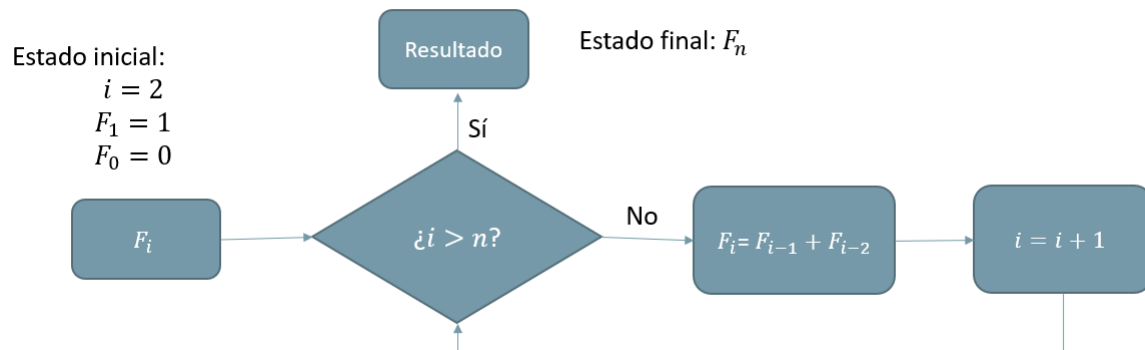 Resultado
Estado final: Fₙ
Estado inicial:
i = 2
F₁ = 1
F₀ = 0
Sí
Fᵢ
¿i > n?
No
Fᵢ= Fᵢ₋₁ + Fᵢ₋₂
i = i + 1